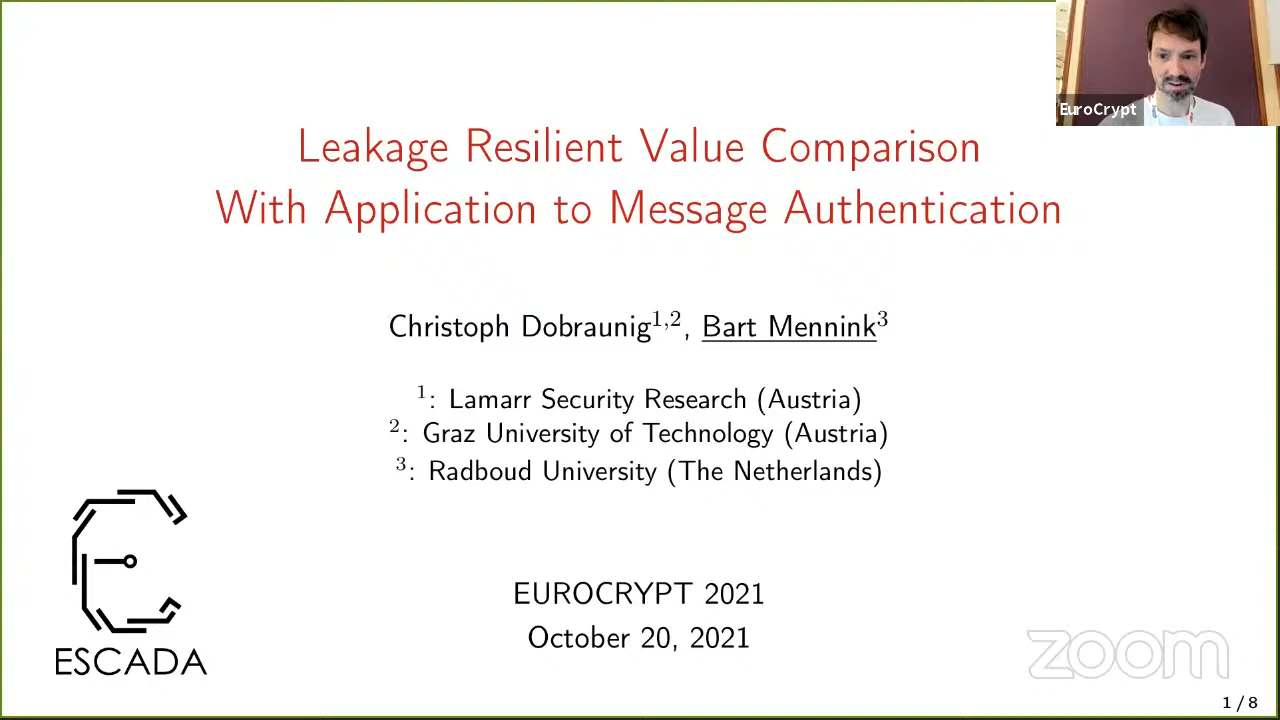 EuroCrypt
Leakage Resilient Value Comparison
With Application to Message Authentication
Christoph Dobraunig1,2, Bart Mennink3
1: Lamarr Security Research (Austria)
2: Graz University of Technology (Austria)
3: Radboud University (The Netherlands)
ESCADA
EUROCRYPT 2021
October 20, 2021
zoom
1 / 8